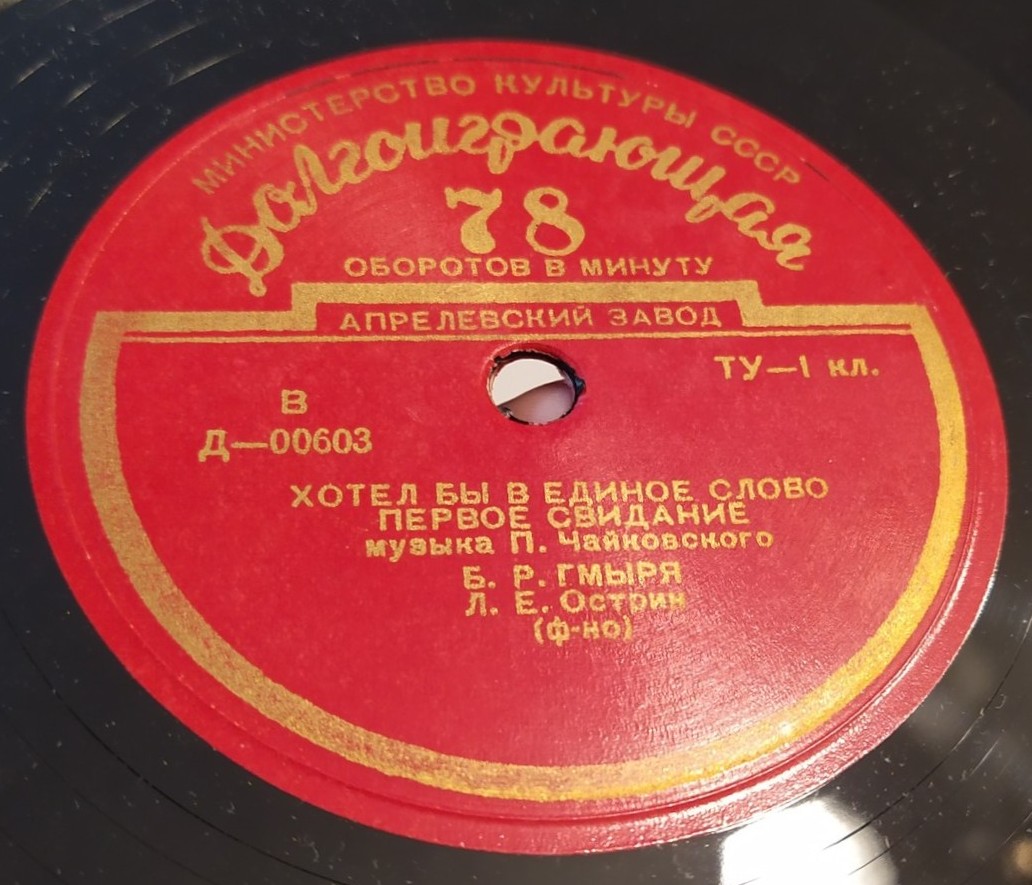 МИНИСТЕРСТВО КУЛЬТУРЫ СССР
Долгоиграющая
78
ОБОРОТОВ В МИНУТУ
АПРЕЛЕВСКИЙ ЗАВОД
ТУ—1 кл.
В
Д—00603
ХОТЕЛ БЫ В ЕДИНОЕ СЛОВО
ПЕРВОЕ СВИДАНИЕ
музыка П. Чайковского
Б. Р. ГМЫРЯ
Л. Е. Острин
(ф-но)